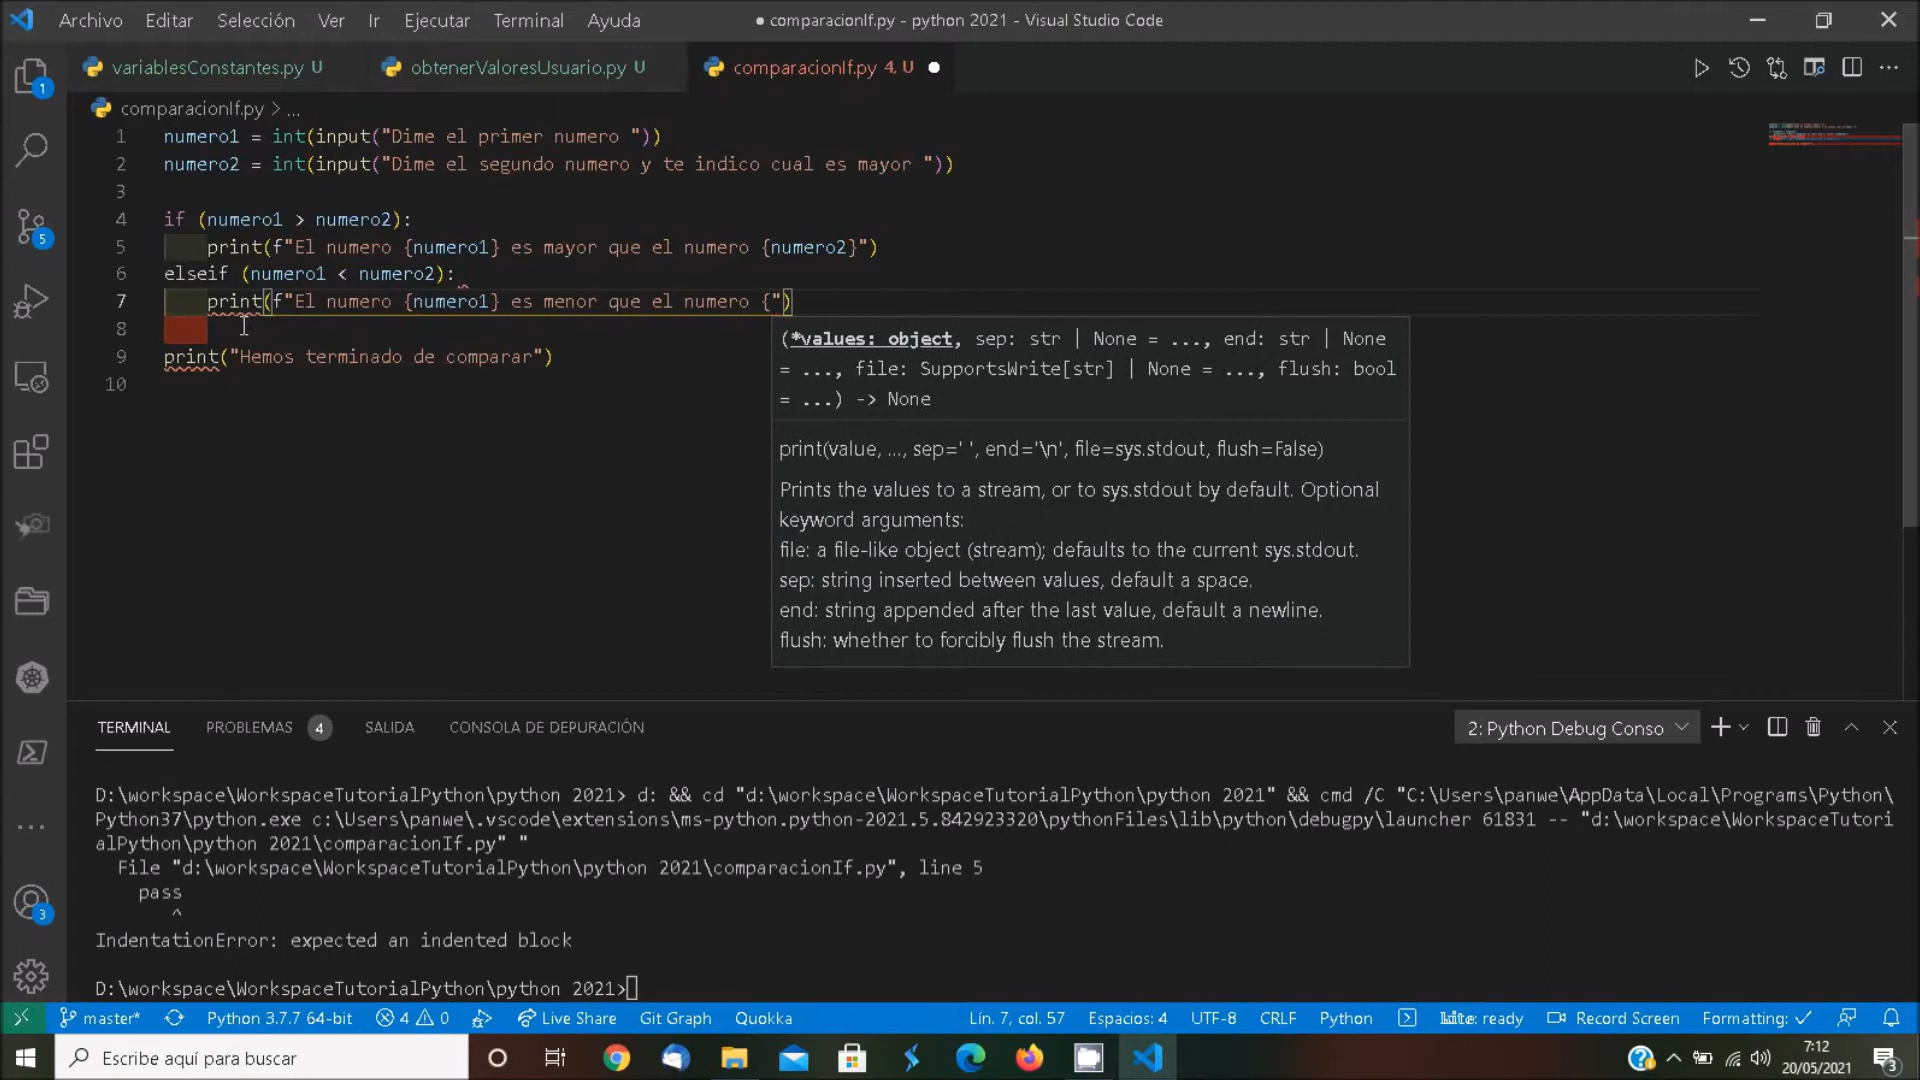 Archivo Editar Selección Ver Ir Ejecutar Terminal Ayuda ● comparacionIf.py - python 2021 - Visual Studio Code
variablesConstantes.py U obtenerValoresUsuario.py U comparacionIf.py 4, U ●
comparacionIf.py > ...
1 numero1 = int(input("Dime el primer numero "))
2 numero2 = int(input("Dime el segundo numero y te indico cual es mayor "))
3
4 if (numero1 > numero2):
5 print(f"El numero {numero1} es mayor que el numero {numero2}")
6 elseif (numero1 < numero2):
7 print(f"El numero {numero1} es menor que el numero {")
8
9 print("Hemos terminado de comparar")
10
(*values: object, sep: str | None = ..., end: str | None
= ..., file: SupportsWrite[str] | None = ..., flush: bool
= ...) -> None
print(value, ..., sep=' ', end='\n', file=sys.stdout, flush=False)
Prints the values to a stream, or to sys.stdout by default. Optional
keyword arguments:
file: a file-like object (stream); defaults to the current sys.stdout.
sep: string inserted between values, default a space.
end: string appended after the last value, default a newline.
flush: whether to forcibly flush the stream.
1
5
3
TERMINAL PROBLEMAS 4 SALIDA CONSOLA DE DEPURACIÓN 2: Python Debug Conso
D:\workspace\WorkspaceTutorialPython\python 2021> d: && cd "d:\workspace\WorkspaceTutorialPython\python 2021" && cmd /C "C:\Users\panwe\AppData\Local\Programs\Python\
Python37\python.exe c:\Users\panwe\.vscode\extensions\ms-python.python-2021.5.842923320\pythonFiles\lib\python\debugpy\launcher 61831 -- "d:\workspace\WorkspaceTutori
alPython\python 2021\comparacionIf.py" "
File "d:\workspace\WorkspaceTutorialPython\python 2021\comparacionIf.py", line 5
pass
^
IndentationError: expected an indented block
D:\workspace\WorkspaceTutorialPython\python 2021>
master* Python 3.7.7 64-bit 4 0 Live Share Git Graph Quokka Lín. 7, col. 57 Espacios: 4 UTF-8 CRLF Python kite: ready Record Screen Formatting: ✓
Escribe aquí para buscar
7:12
20/05/2021
3